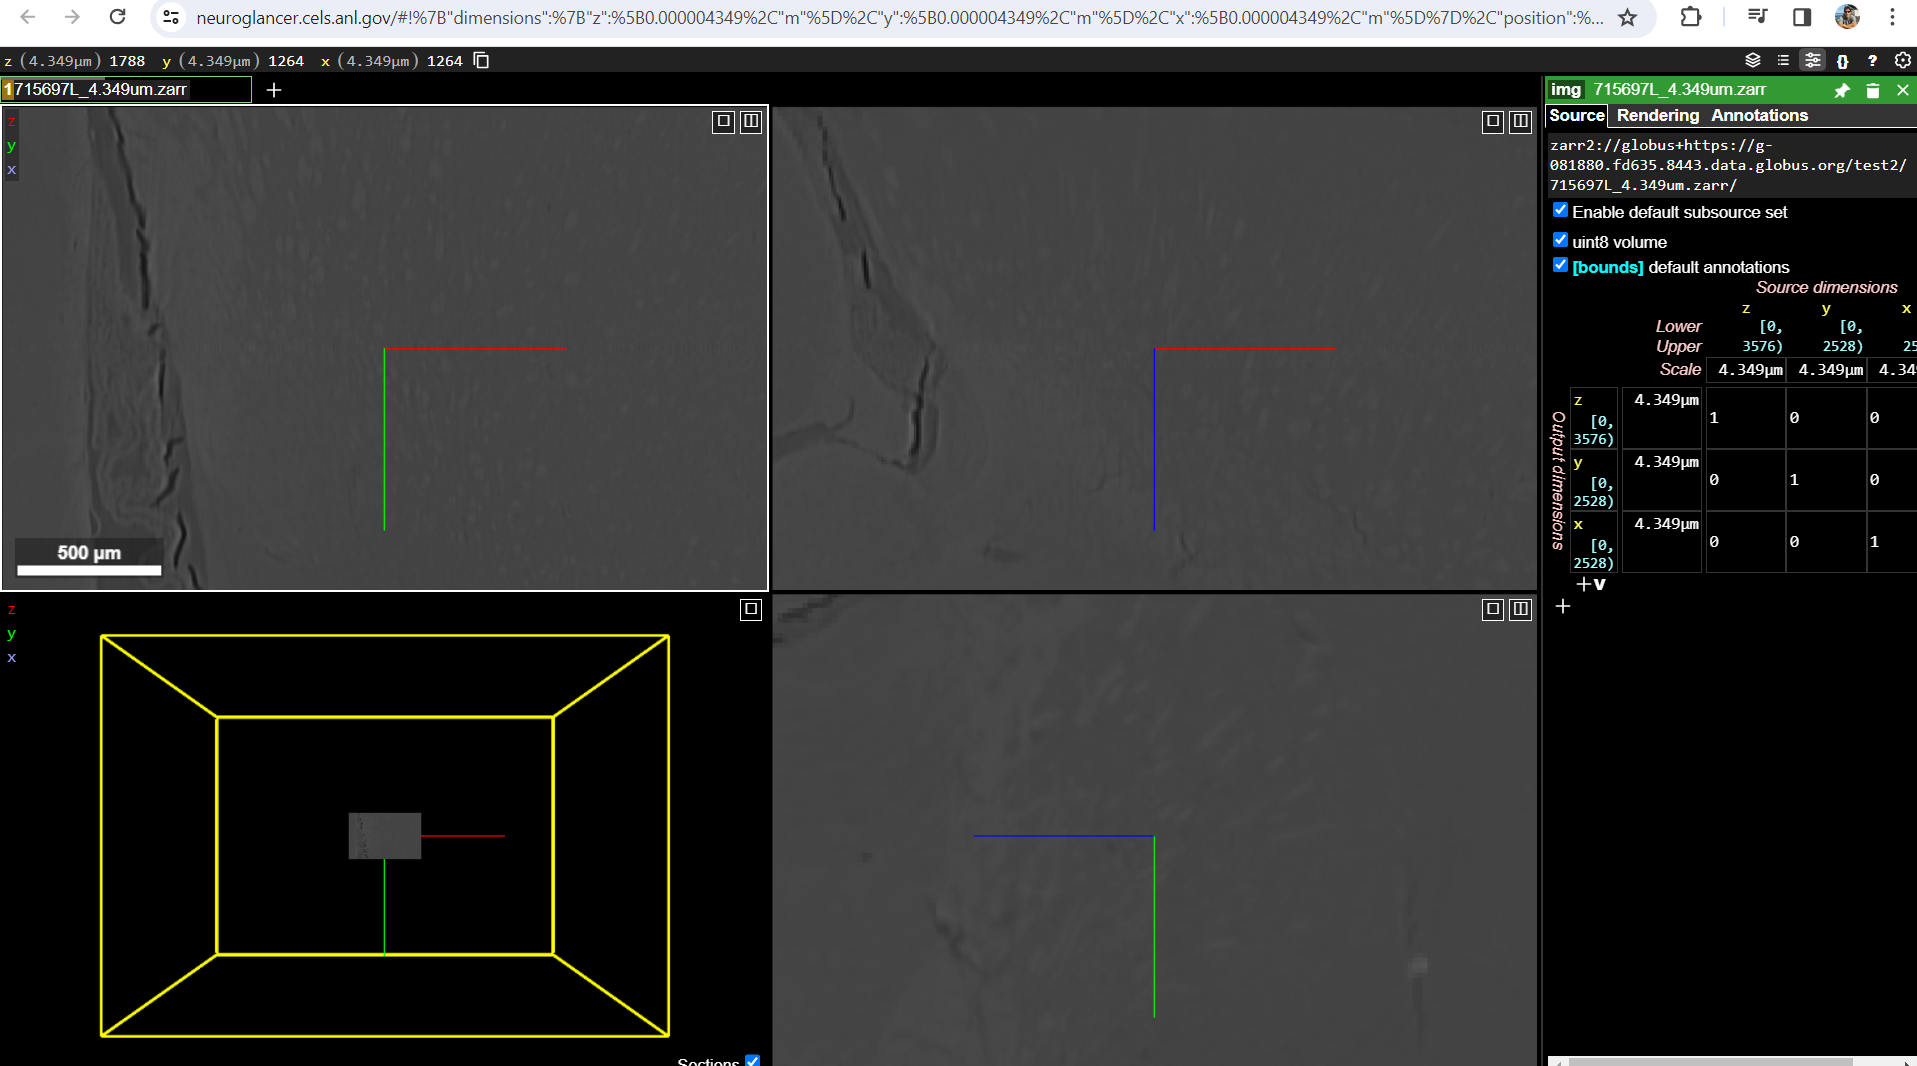 neuroglancer.cels.anl.gov/#!%7B"dimensions":%7B"z":%5B0.000004349%2C"m"%5D%2C"y":%5B0.000004349%2C"m"%5D%2C"x":%5B0.000004349%2C"m"%5D%7D%2C"position":%...
z (4.349μm) 1788 y (4.349μm) 1264 x (4.349μm) 1264
1 715697L_4.349um.zarr +
z
y
x
500 μm
z
y
x
Sections
img 715697L_4.349um.zarr
Source Rendering Annotations
zarr2://globus+https://g-
081880.fd635.8443.data.globus.org/test2/
715697L_4.349um.zarr/
Enable default subsource set
uint8 volume
[bounds] default annotations
Source dimensions
z y x
Lower [0, [0,
Upper 3576) 2528) 25
Scale 4.349μm 4.349μm 4.34
Output dimensions
z 4.349μm
[0, 1 0 0
3576)
y 4.349μm
[0, 0 1 0
2528)
x 4.349μm
[0, 0 0 1
2528)
+v
+